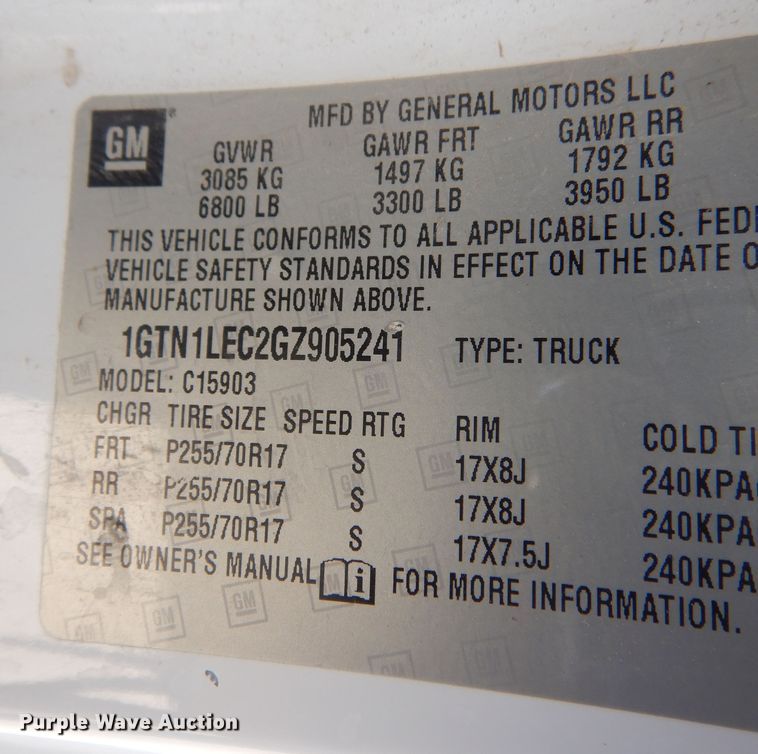 GM
MFD BY GENERAL MOTORS LLC
GVWR GAWR FRT GAWR RR
3085 KG 1497 KG 1792 KG
6800 LB 3300 LB 3950 LB
THIS VEHICLE CONFORMS TO ALL APPLICABLE U.S. FEDE
VEHICLE SAFETY STANDARDS IN EFFECT ON THE DATE O
MANUFACTURE SHOWN ABOVE.
1GTN1LEC2GZ905241 TYPE: TRUCK
MODEL: C15903
CHGR TIRE SIZE SPEED RTG RIM COLD TI
FRT P255/70R17 S 17X8J 240KPA
RR P255/70R17 S 17X8J 240KPA
SPA P255/70R17 S 17X7.5J 240KPA
SEE OWNER'S MANUAL i FOR MORE INFORMATION.
Purple Wave Auction